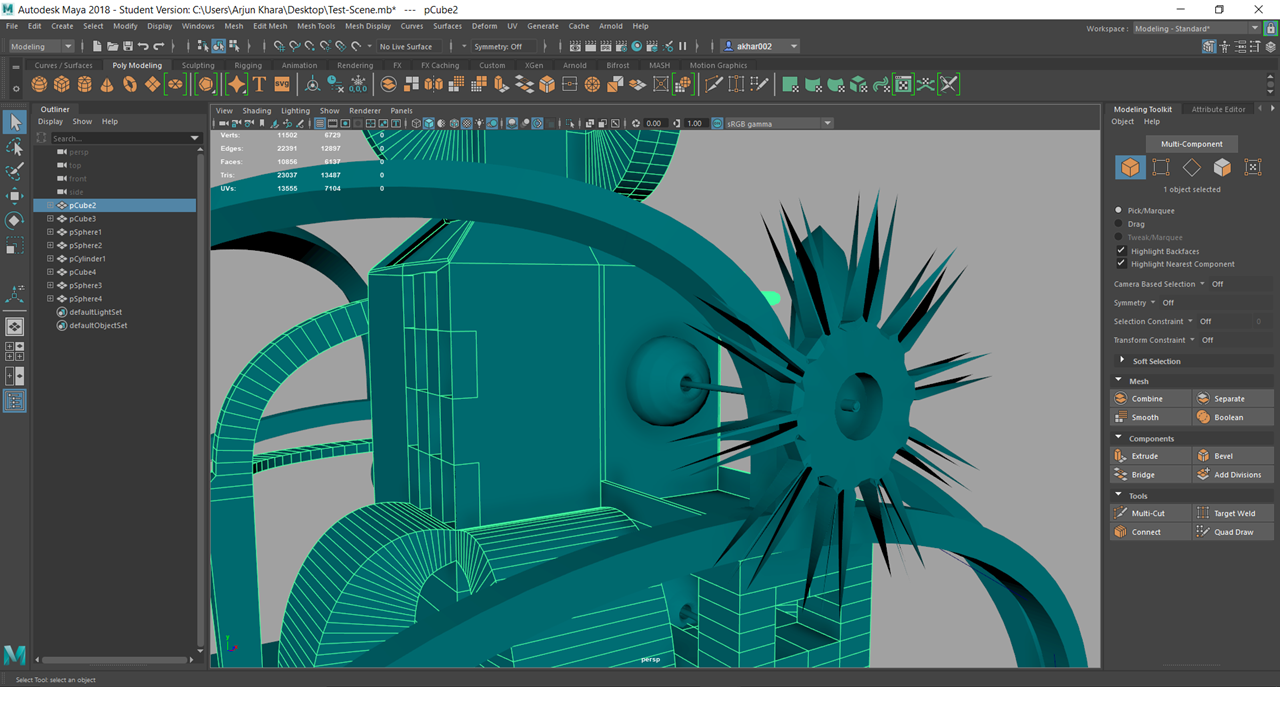 Autodesk Maya 2018 - Student Version: C:\Users\Arjun Khara\Desktop\Test-Scene.mb* --- pCube2
File Edit Create Select Modify Display Windows Mesh Edit Mesh Mesh Tools Mesh Display Curves Surfaces Deform UV Generate Cache Arnold Help
Workspace : Modeling - Standard*
Modeling No Live Surface Symmetry: Off akhar002
Curves / Surfaces Poly Modeling Sculpting Rigging Animation Rendering FX FX Caching Custom XGen Arnold Bifrost MASH Motion Graphics
T SVG 0,0,0
Outliner
Display Show Help
Search...
persp
top
front
side
pCube2
pCube3
pSphere1
pSphere2
pCylinder1
pCube4
pSphere3
pSphere4
defaultLightSet
defaultObjectSet
View Shading Lighting Show Renderer Panels
0.00 1.00 sRGB gamma
Verts: 11502 6729 0
Edges: 22391 12897 0
Faces: 10856 6137 0
Tris: 23037 13487 0
UVs: 13555 7104 0
y
persp
Modeling Toolkit Attribute Editor
Object Help
Multi-Component
1 object selected
Pick/Marquee
Drag
Tweak/Marquee
Highlight Backfaces
Highlight Nearest Component
Camera Based Selection Off
Symmetry Off
Selection Constraint Off 0
Transform Constraint Off
Soft Selection
Mesh
Combine Separate
Smooth Boolean
Components
Extrude Bevel
Bridge Add Divisions
Tools
Multi-Cut Target Weld
Connect Quad Draw
Select Tool: select an object